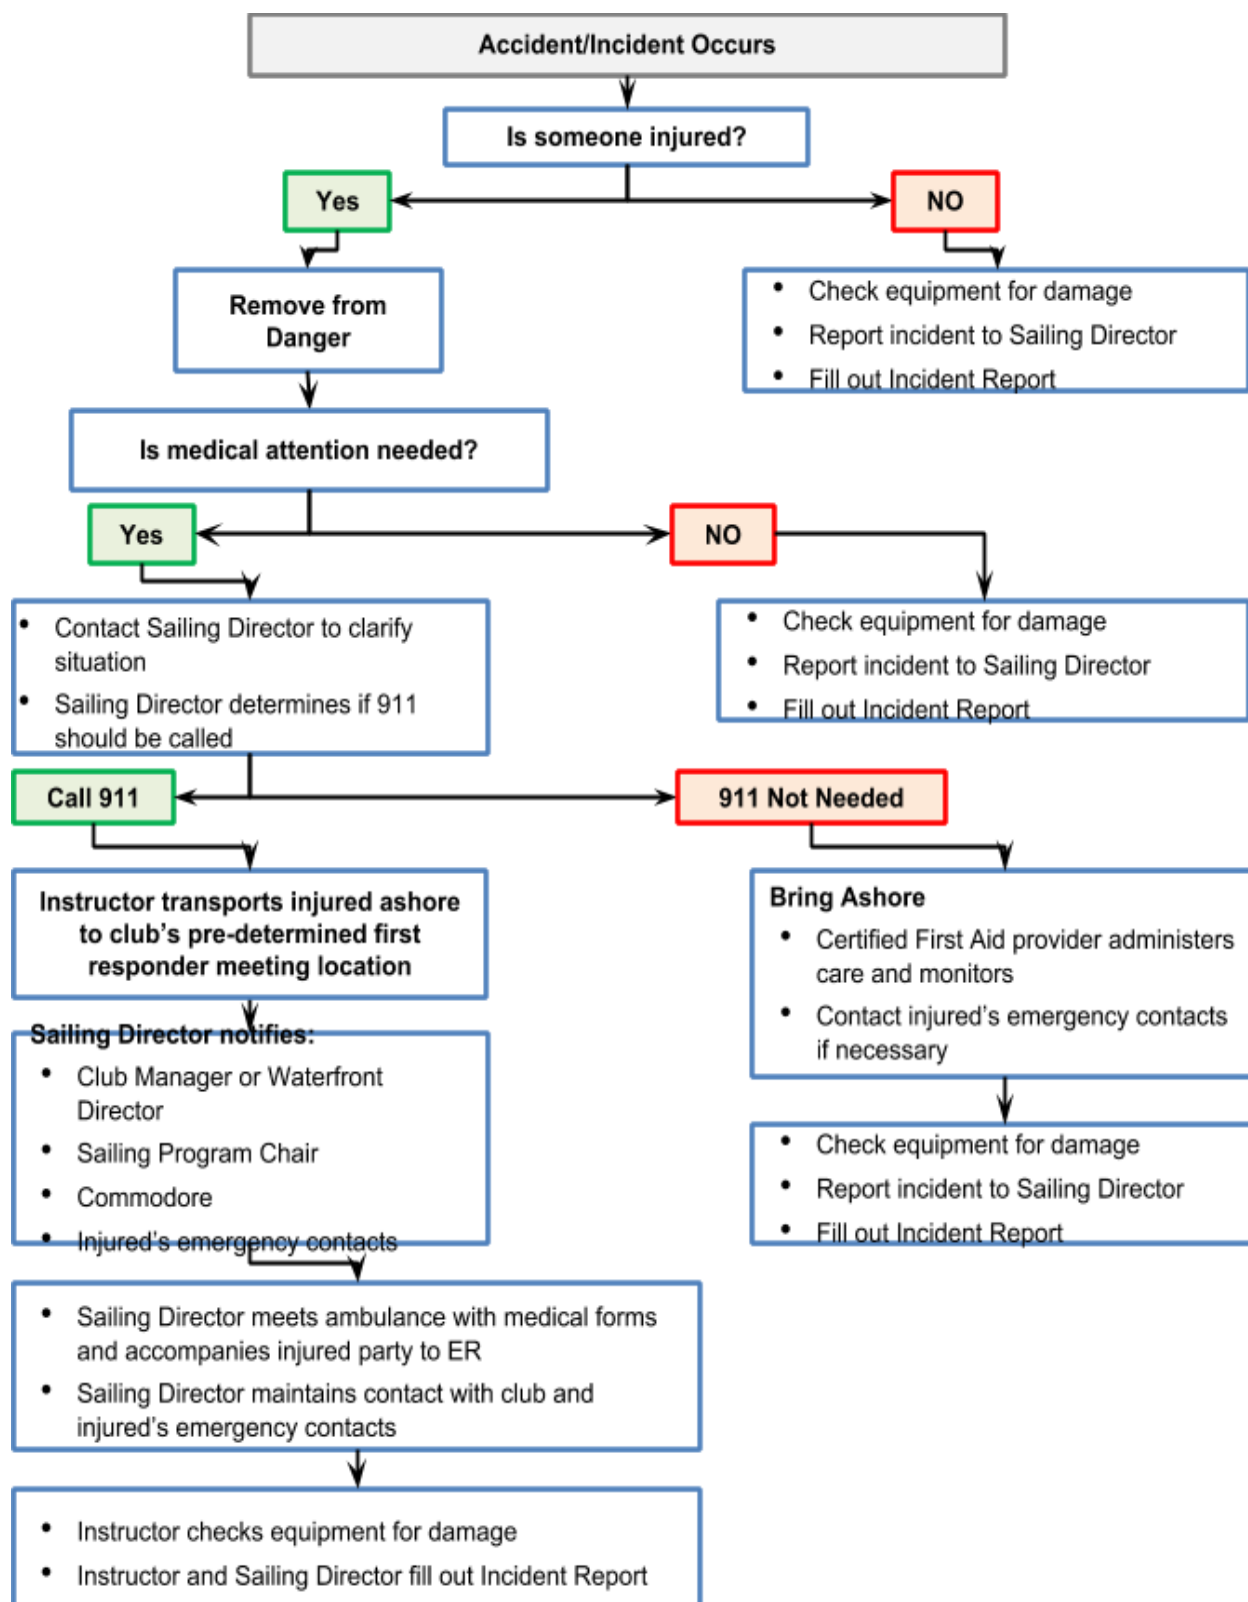 Accident/Incident Occurs
Is someone injured?
Yes
NO
Remove from
Danger
• Check equipment for damage
• Report incident to Sailing Director
• Fill out Incident Report
Is medical attention needed?
Yes
NO
• Contact Sailing Director to clarify
situation
• Sailing Director determines if 911
should be called
• Check equipment for damage
• Report incident to Sailing Director
• Fill out Incident Report
Call 911
911 Not Needed
Instructor transports injured ashore
to club’s pre-determined first
responder meeting location
Bring Ashore
• Certified First Aid provider administers
care and monitors
• Contact injured’s emergency contacts
if necessary
Sailing Director notifies:
• Club Manager or Waterfront
Director
• Sailing Program Chair
• Commodore
• Injured’s emergency contacts
• Check equipment for damage
• Report incident to Sailing Director
• Fill out Incident Report
• Sailing Director meets ambulance with medical forms
and accompanies injured party to ER
• Sailing Director maintains contact with club and
injured’s emergency contacts
• Instructor checks equipment for damage
• Instructor and Sailing Director fill out Incident Report